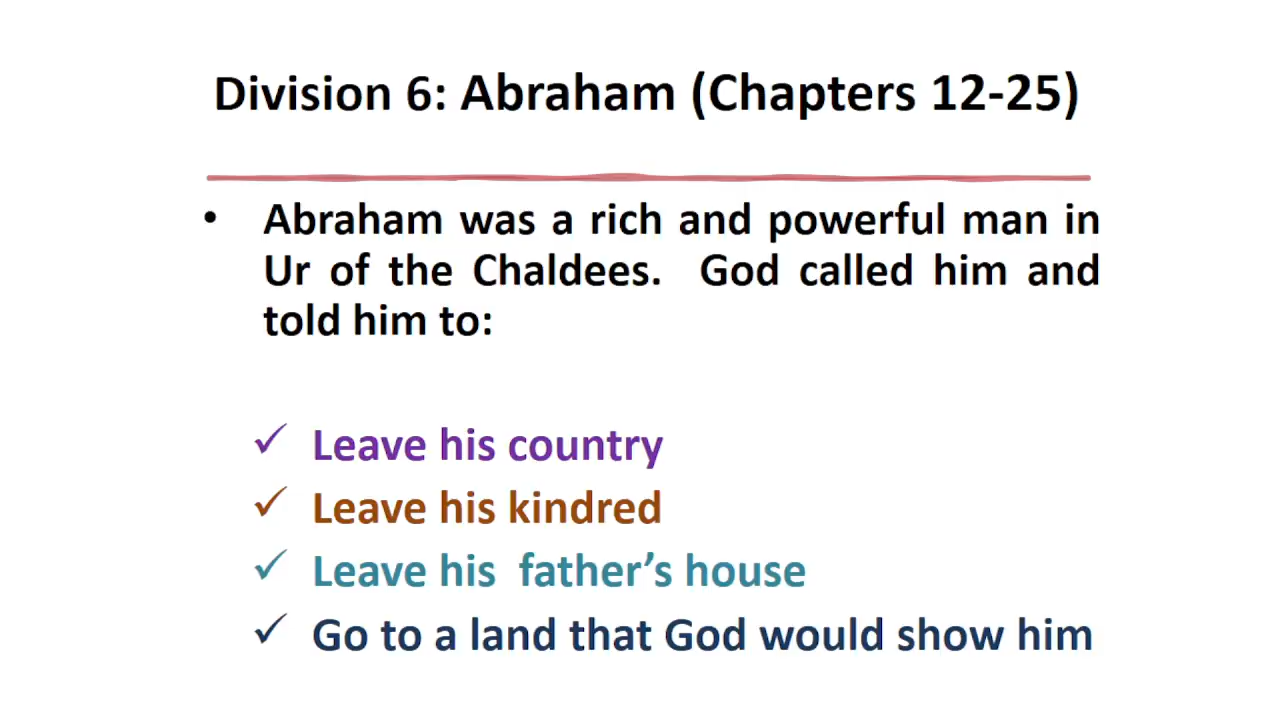 Division 6: Abraham (Chapters 12-25)
• Abraham was a rich and powerful man in
Ur of the Chaldees. God called him and
told him to:
✓ Leave his country
✓ Leave his kindred
✓ Leave his father’s house
✓ Go to a land that God would show him